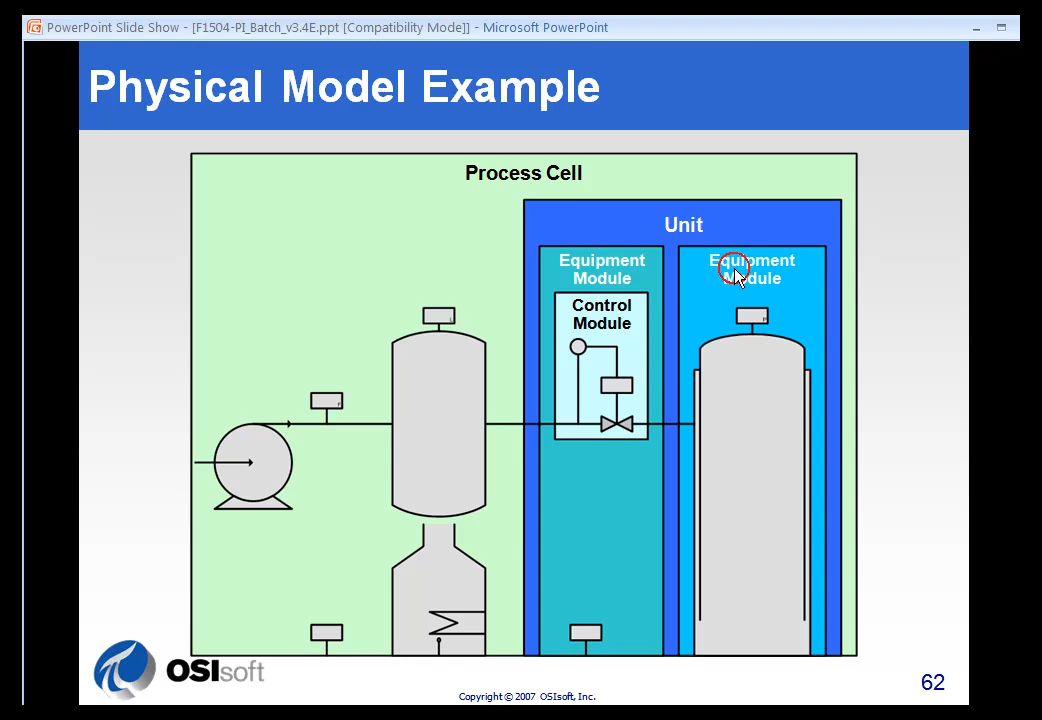 PowerPoint Slide Show - [F1504-PI_Batch_v3.4E.ppt [Compatibility Mode]] - Microsoft PowerPoint
Physical Model Example
Process Cell
Unit
Equipment
Module
Equipment
Module
Control
Module
OSIsoft
Copyright © 2007 OSIsoft, Inc.
62